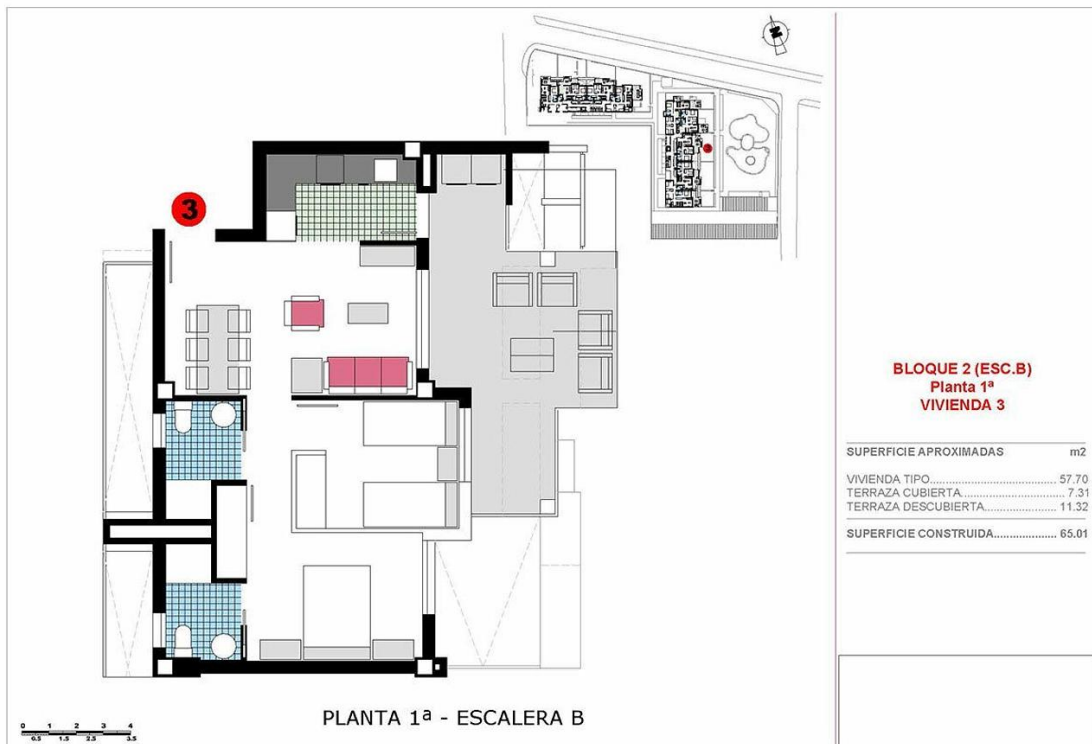 N
3
3
BLOQUE 2 (ESC.B)
Planta 1ª
VIVIENDA 3
SUPERFICIE APROXIMADAS m2
VIVIENDA TIPO................................ 57.70
TERRAZA CUBIERTA......................... 7.31
TERRAZA DESCUBIERTA.................. 11.32
SUPERFICIE CONSTRUIDA................ 65.01
PLANTA 1ª - ESCALERA B
0 1 2 3 4
0.5 1.5 2.5 3.5